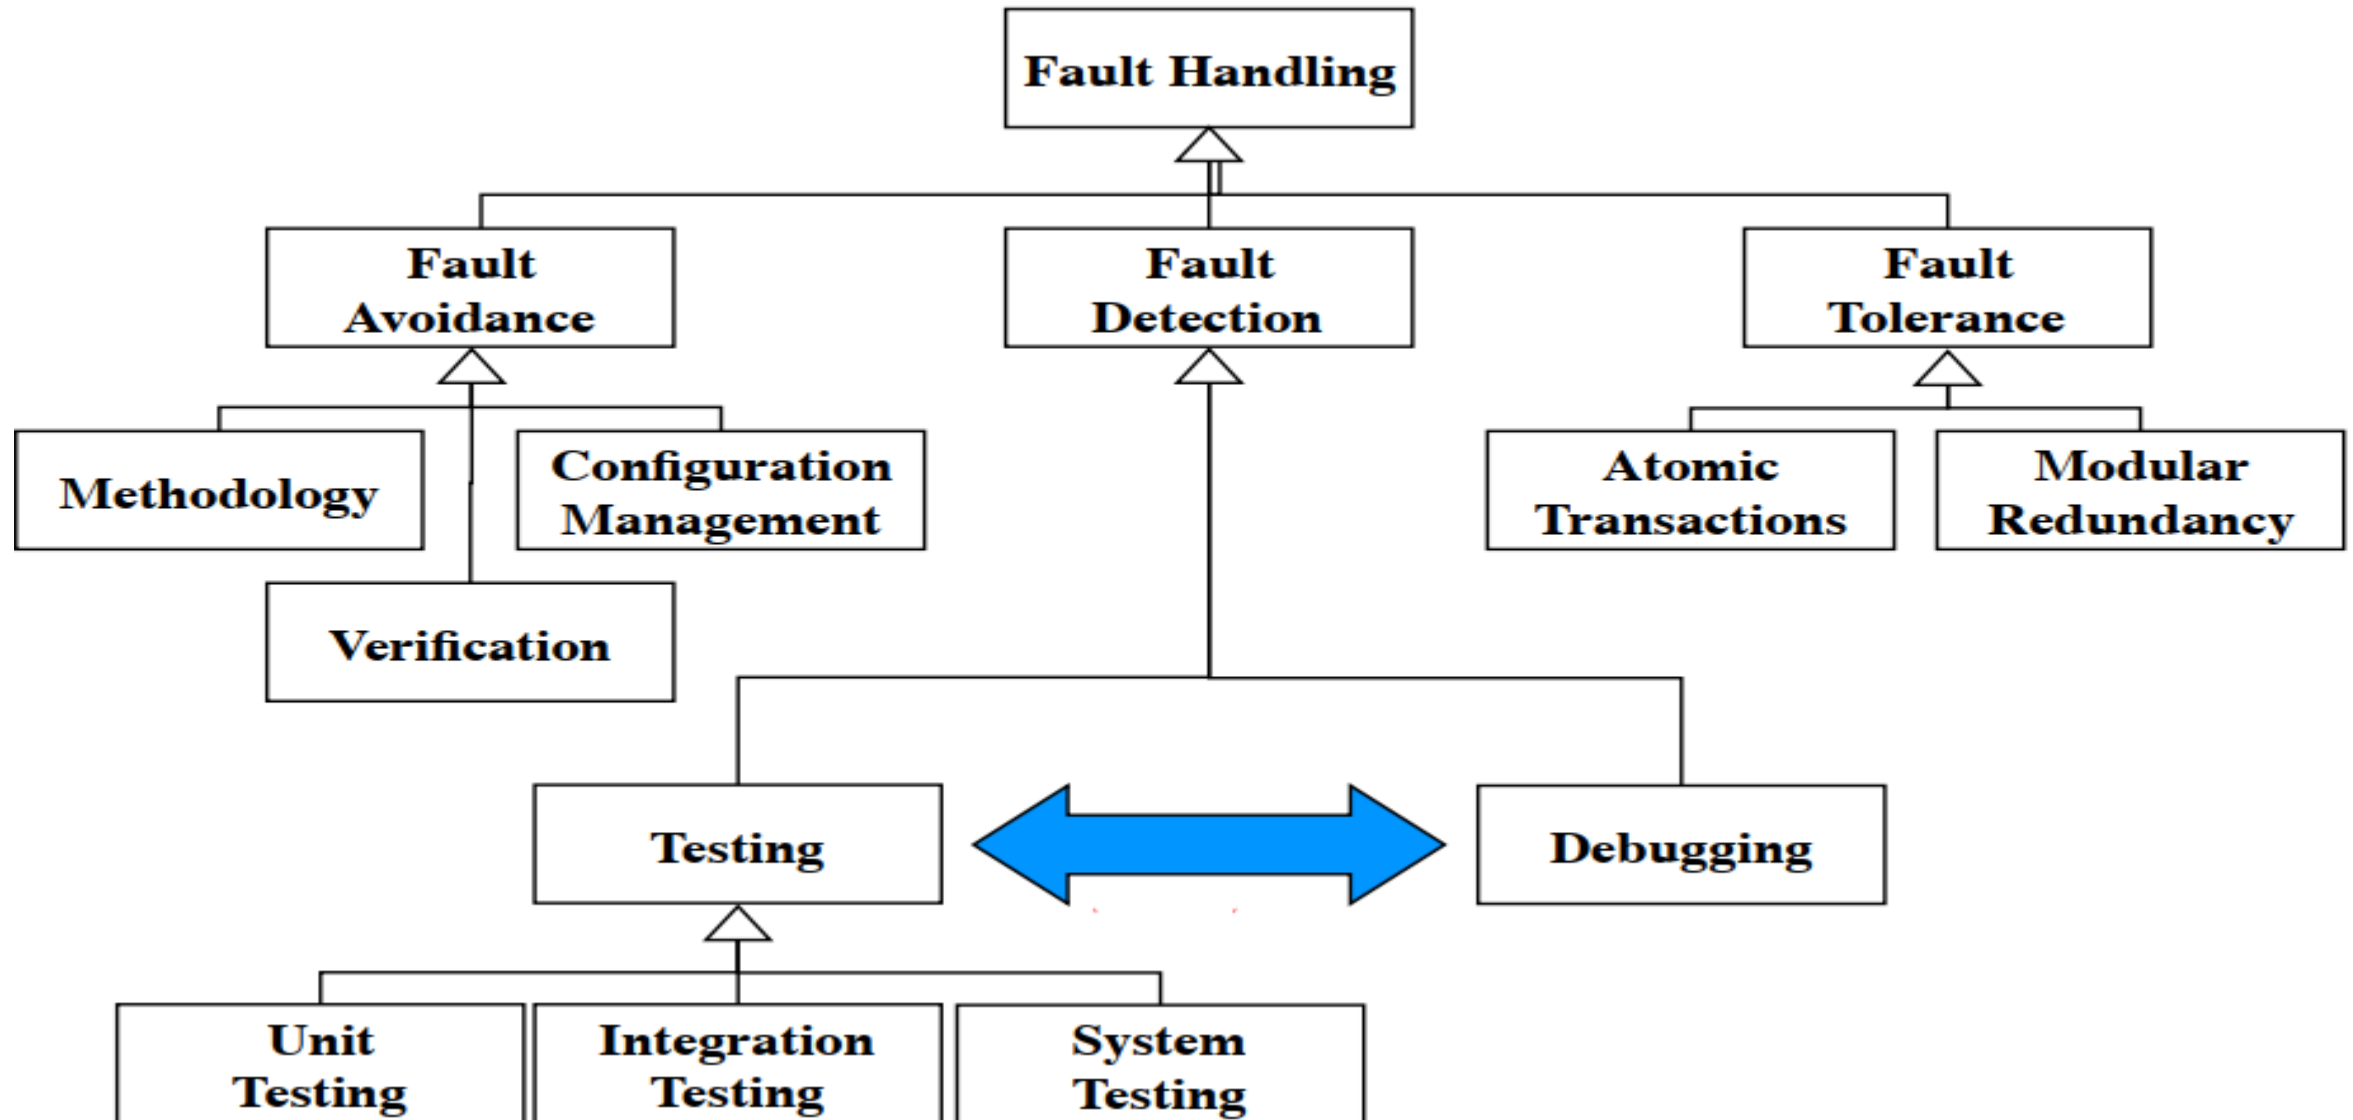 Fault Handling
Fault
Avoidance
Fault
Detection
Fault
Tolerance
Methodology
Configuration
Management
Atomic
Transactions
Modular
Redundancy
Verification
Testing
Debugging
Unit
Testing
Integration
Testing
System
Testing